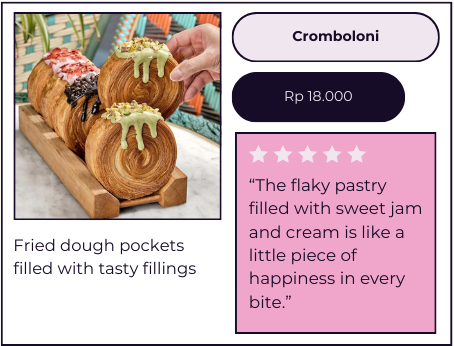 Cromboloni
Rp 18.000
“The flaky pastry
filled with sweet jam
and cream is like a
little piece of
happiness in every
bite.”
Fried dough pockets
filled with tasty fillings